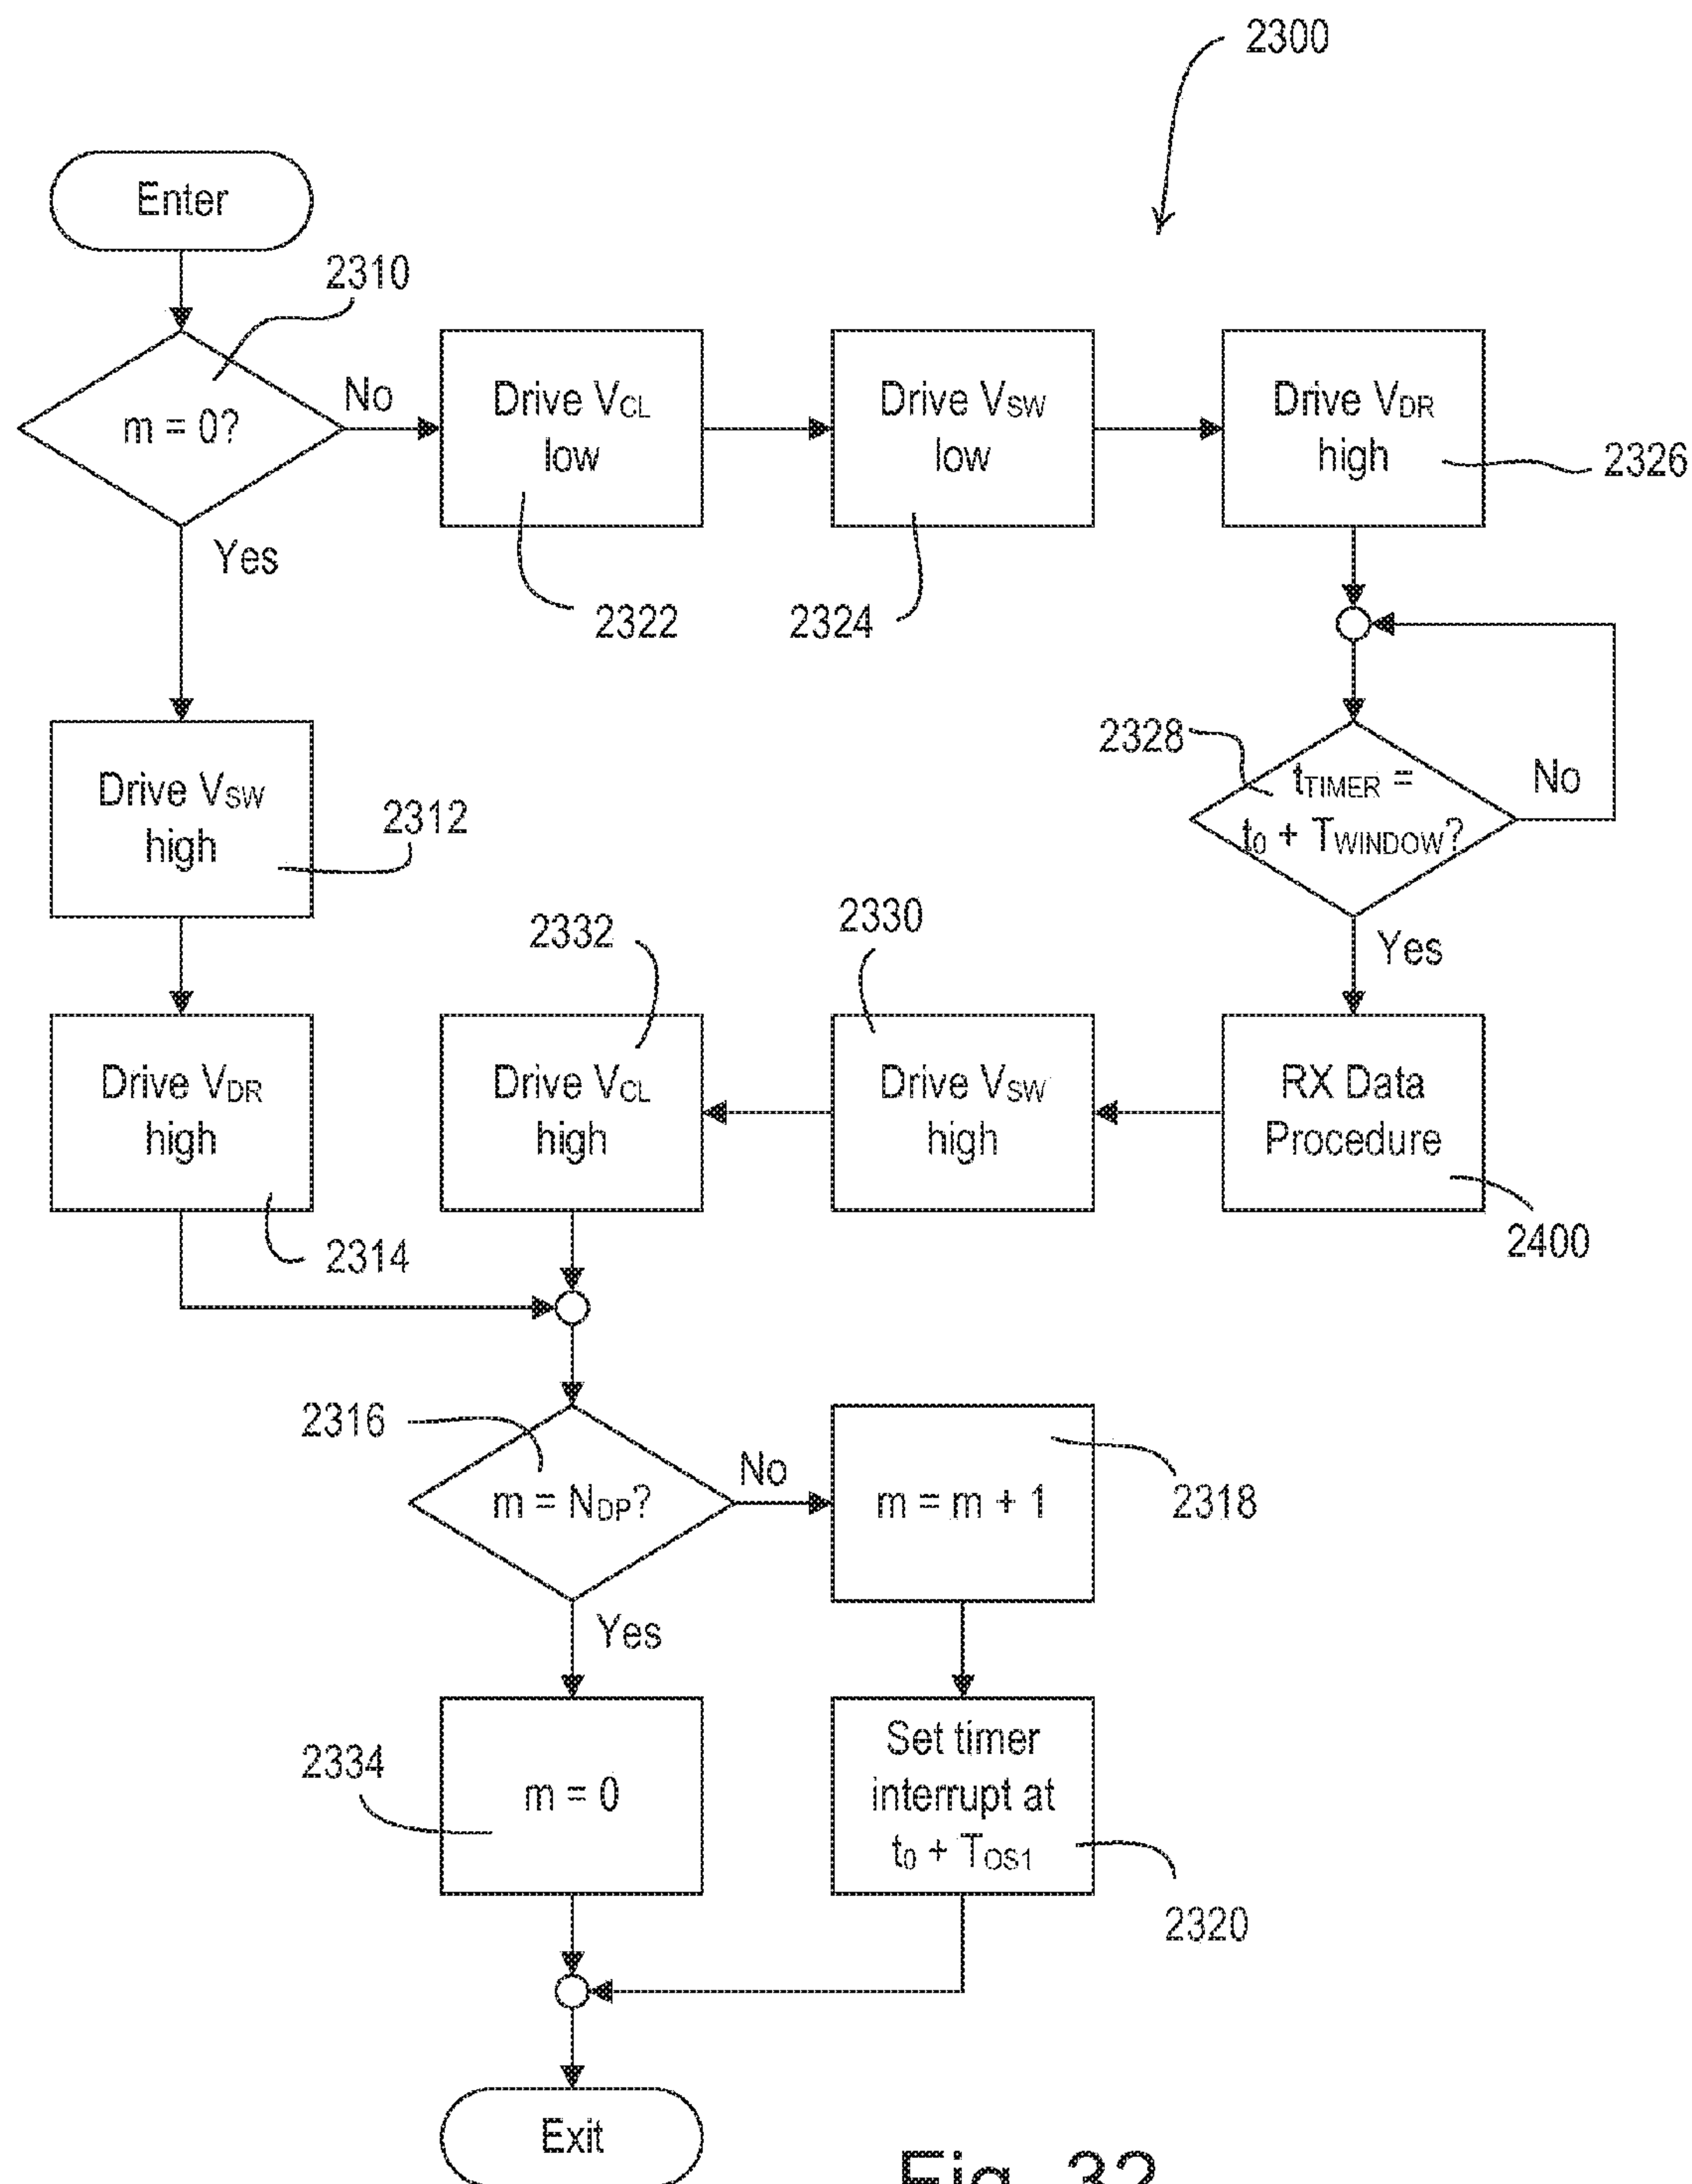 2300
Enter
2310
m = 0?
No
Yes
Drive VCL
low
2322
Drive VSW
low
2324
Drive VDR
high
2326
2328
tTIMER =
t0 + TWINDOW?
No
Yes
Drive VSW
high
2312
Drive VDR
high
2314
2332
Drive VCL
high
2330
Drive VSW
high
RX Data
Procedure
2400
2316
m = NDP?
No
Yes
m = m + 1
2318
2334
m = 0
Set timer
interrupt at
t0 + TOS1
2320
Exit
Fig. 32